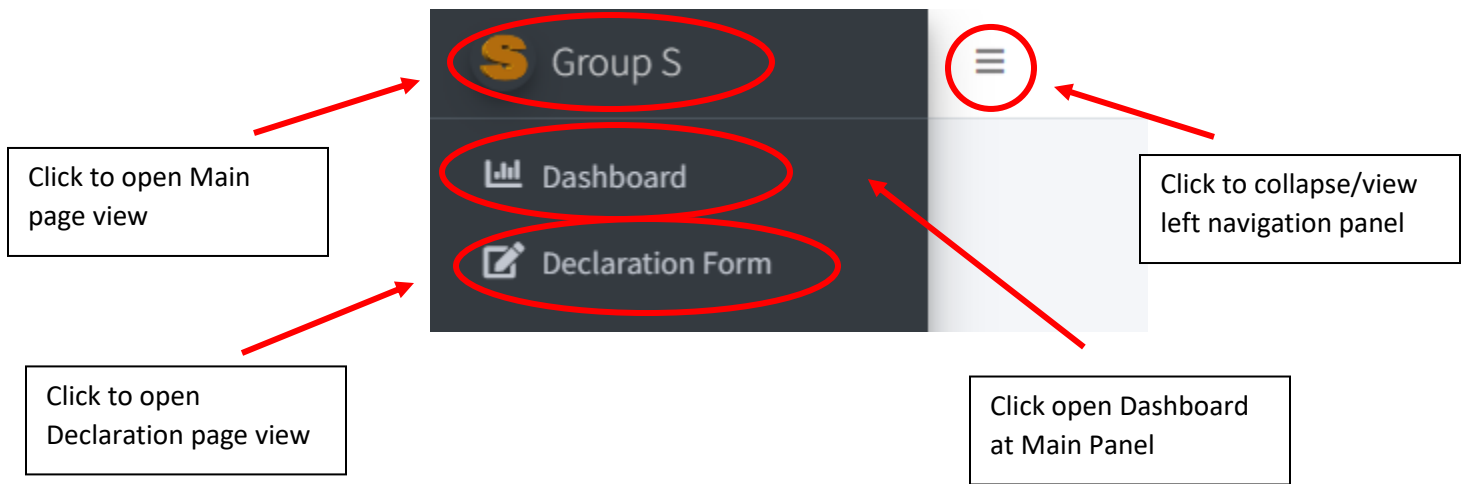 S Group S
Dashboard
Declaration Form
Click to open Main
page view
Click to collapse/view
left navigation panel
Click to open
Declaration page view
Click open Dashboard
at Main Panel